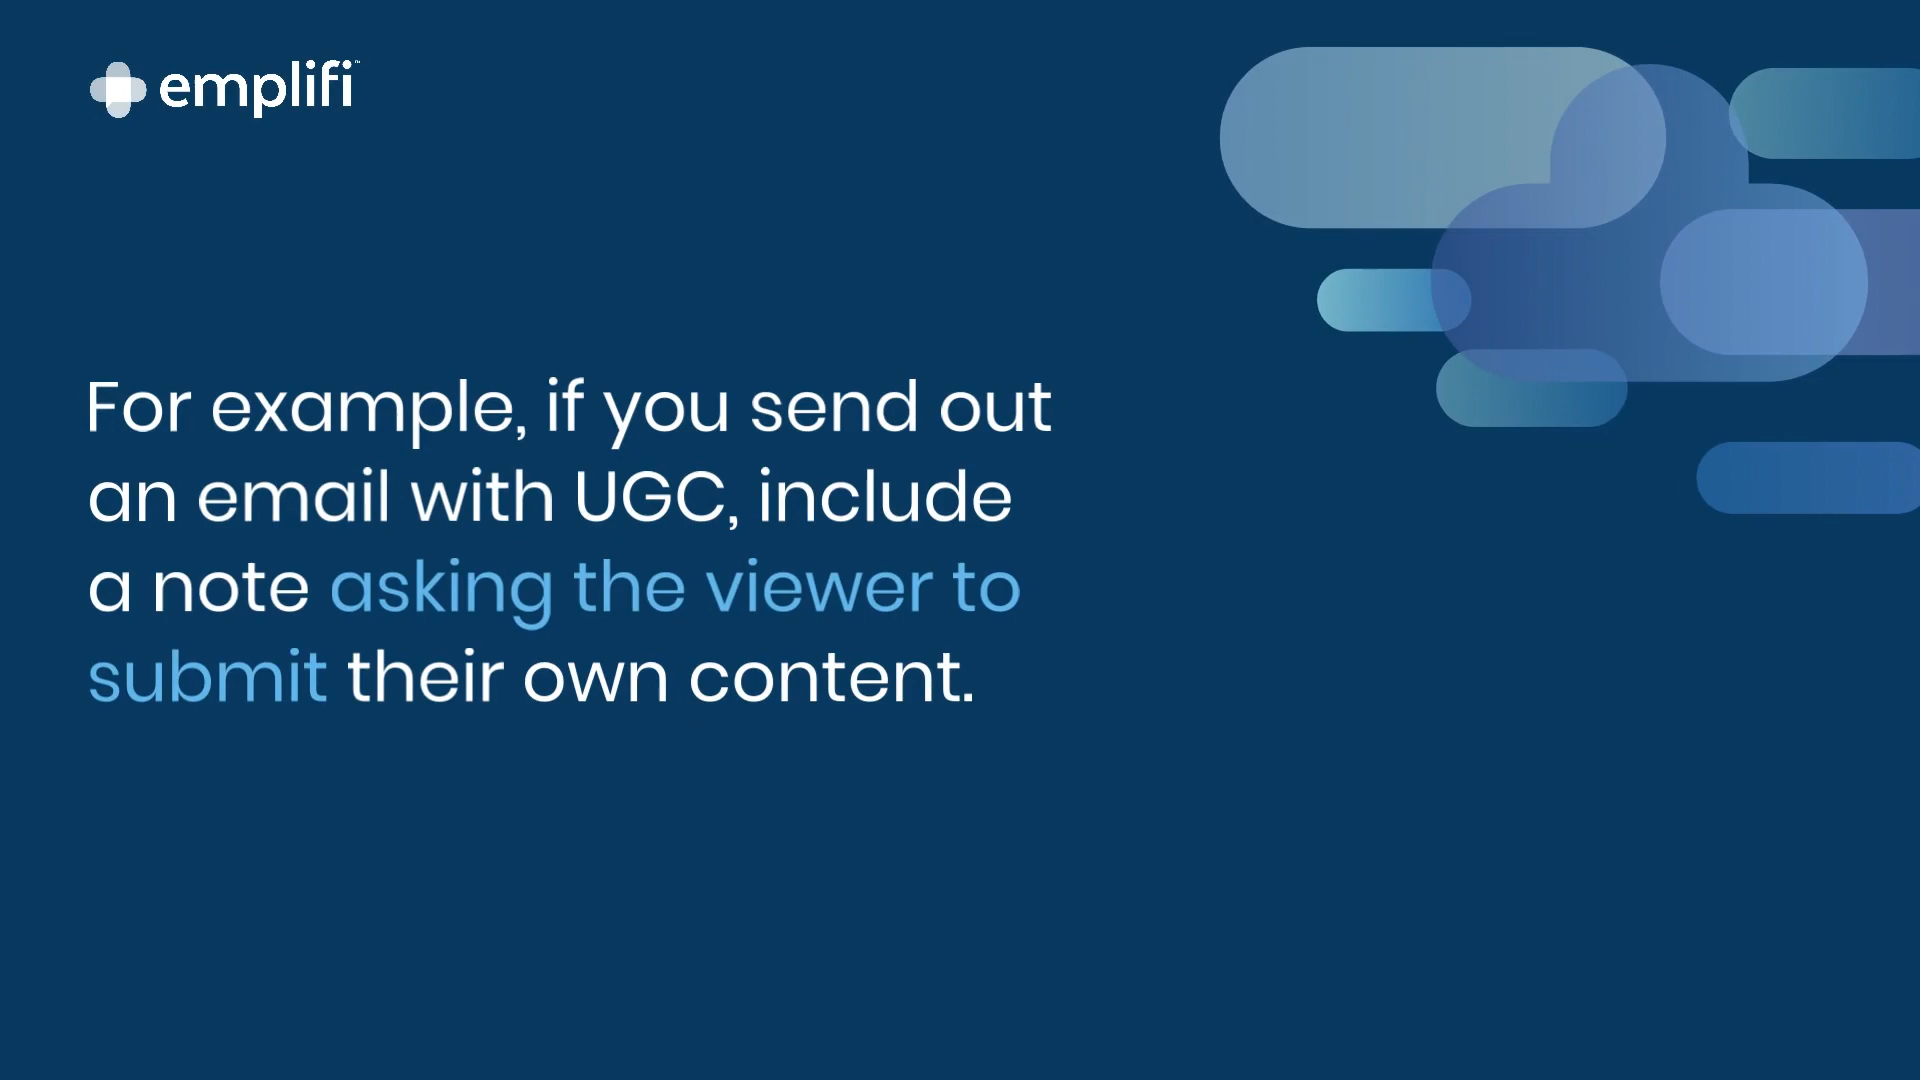 emplifi™
For example, if you send out
an email with UGC, include
a note asking the viewer to
submit their own content.